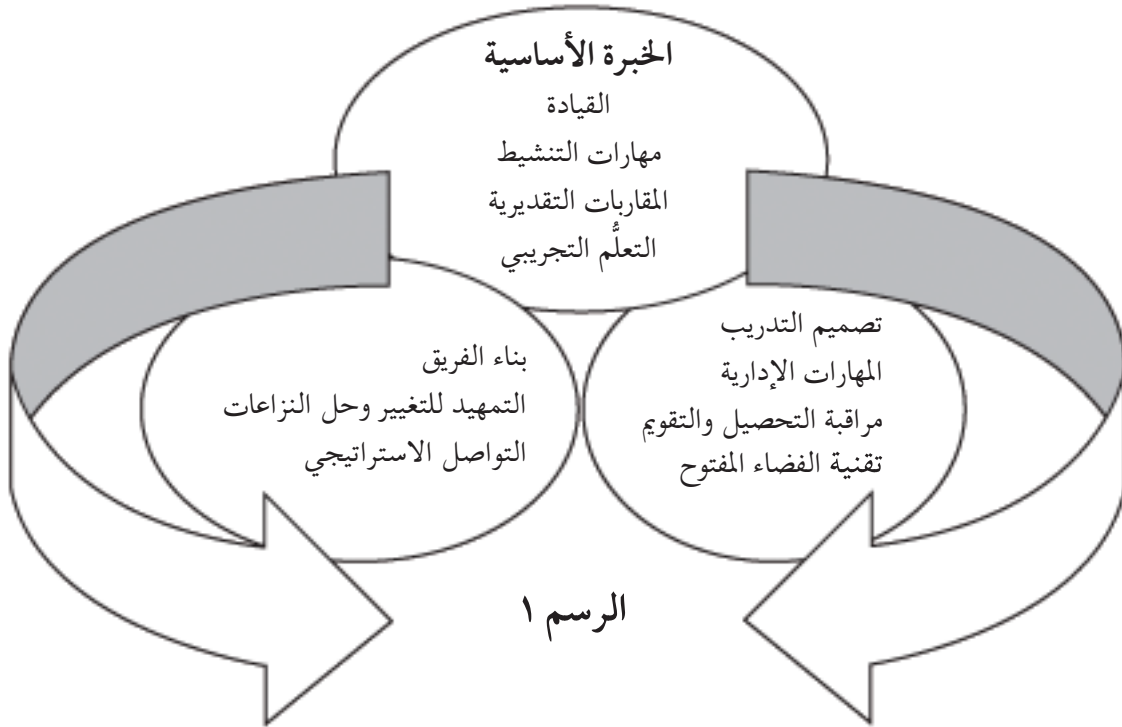 الخبرة الأساسية
القيادة
مهارات التنشيط
المقاربات التقديرية
التعلُّم التجريبي
تصميم التدريب
المهارات الإدارية
مراقبة التحصيل والتقويم
تقنية الفضاء المفتوح
بناء الفريق
التمهيد للتغيير وحل النزاعات
التواصل الاستراتيجي
الرسم ١